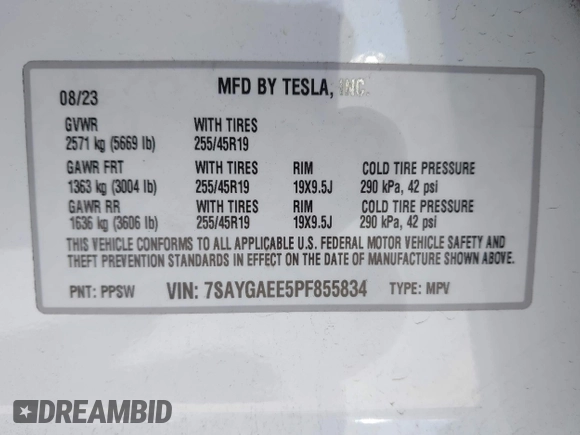 MFD BY TESLA, INC.
08/23
GVWR WITH TIRES
2571 kg (5669 lb) 255/45R19
GAWR FRT WITH TIRES RIM COLD TIRE PRESSURE
1363 kg (3004 lb) 255/45R19 19X9.5J 290 kPa, 42 psi
GAWR RR WITH TIRES RIM COLD TIRE PRESSURE
1636 kg (3606 lb) 255/45R19 19X9.5J 290 kPa, 42 psi
THIS VEHICLE CONFORMS TO ALL APPLICABLE U.S. FEDERAL MOTOR VEHICLE SAFETY AND
THEFT PREVENTION STANDARDS IN EFFECT ON THE DATE OF MANUFACTURE SHOWN ABOVE.
PNT: PPSW VIN: 7SAYGAEE5PF855834 TYPE: MPV
DREAMBID